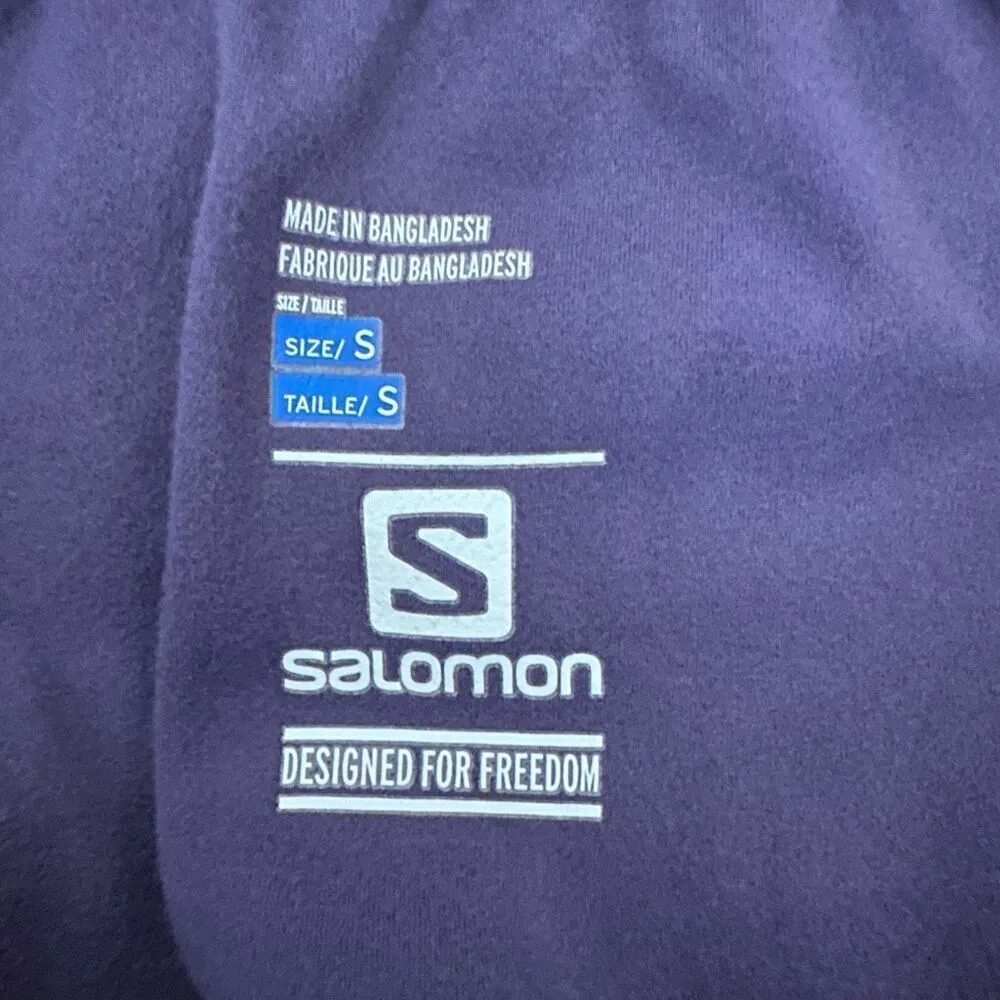 MADE IN BANGLADESH
FABRIQUE AU BANGLADESH
SIZE / TAILLE
SIZE/ S
TAILLE/ S
S
SALOMON
DESIGNED FOR FREEDOM